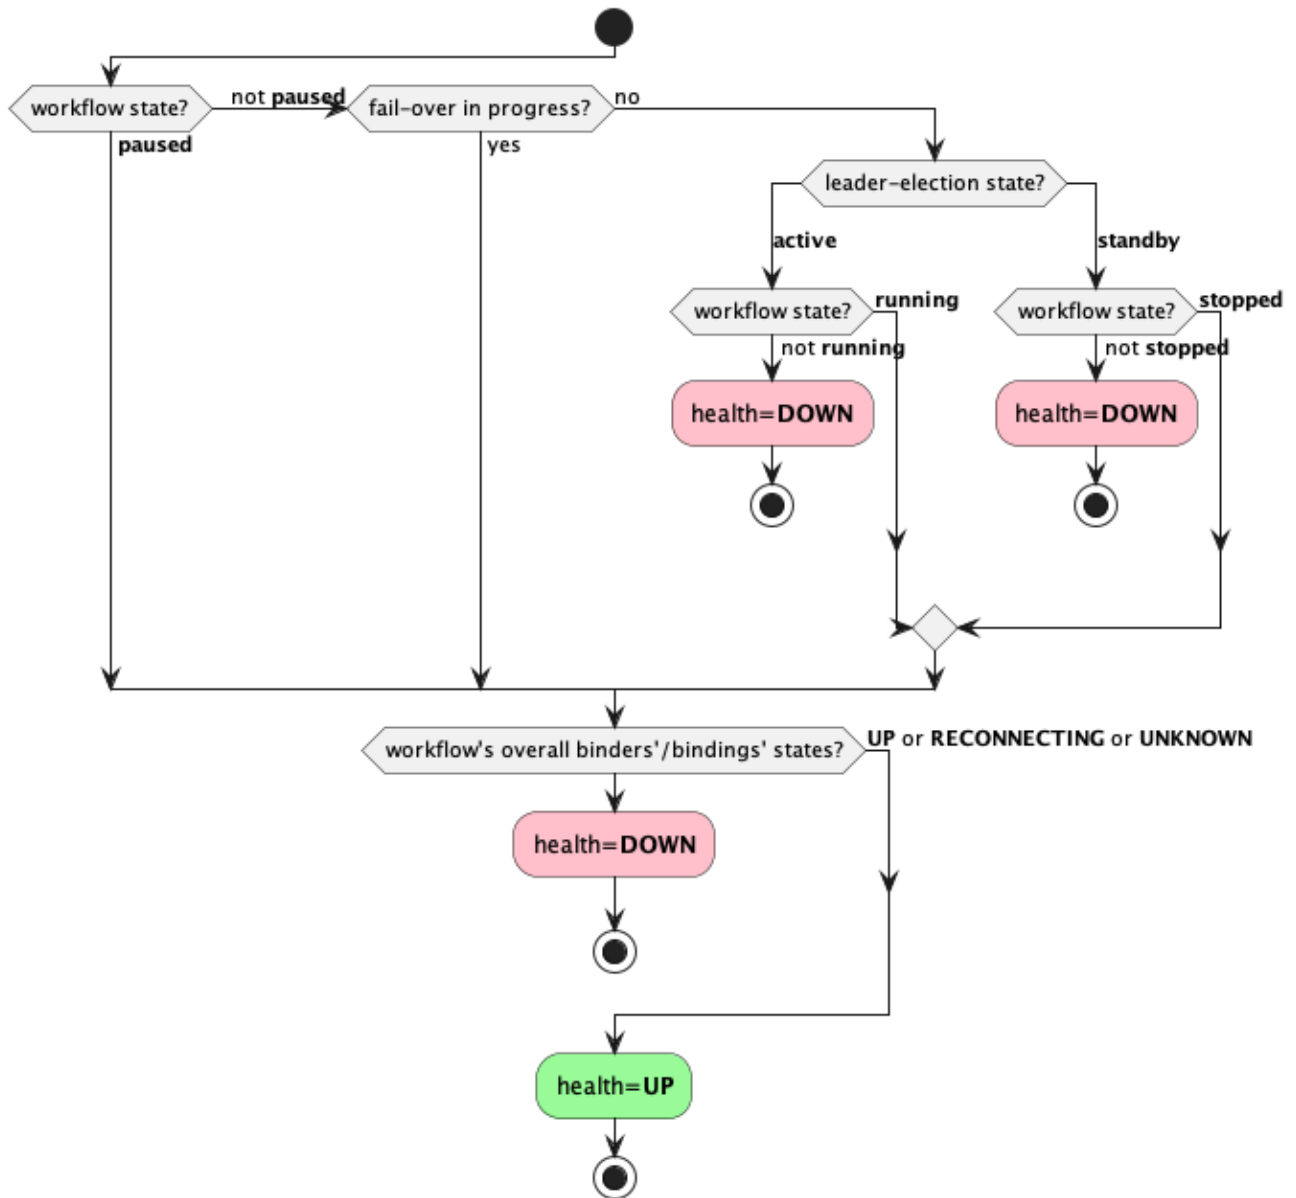 workflow state?
not paused
fail-over in progress?
no
paused
yes
leader-election state?
active
standby
workflow state?
running
workflow state?
stopped
not running
not stopped
health=DOWN
health=DOWN
workflow's overall binders'/bindings' states?
UP or RECONNECTING or UNKNOWN
health=DOWN
health=UP